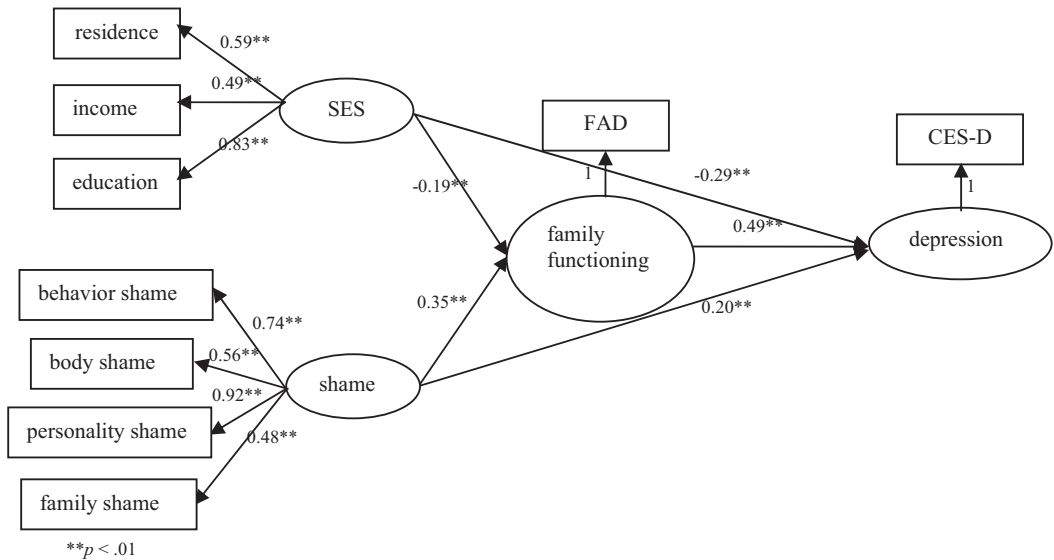 residence
0.59**
income
0.49**
SES
education
0.83**
FAD
1
CES-D
1
-0.19**
-0.29**
family
functioning
0.49**
depression
behavior shame
0.74**
0.35**
0.20**
body shame
0.56**
shame
personality shame
0.92**
0.48**
family shame
**p < .01